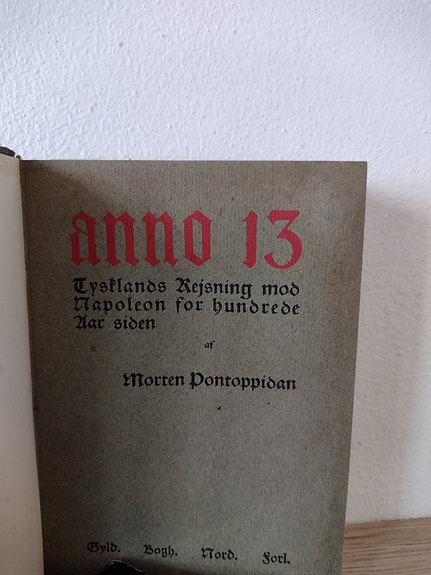 anno 13
Tysklands Rejsning mod
Napoleon for hundrede
Aar siden
af
Morten Pontoppidan
Gyld. Bogh. Nord. Forl.